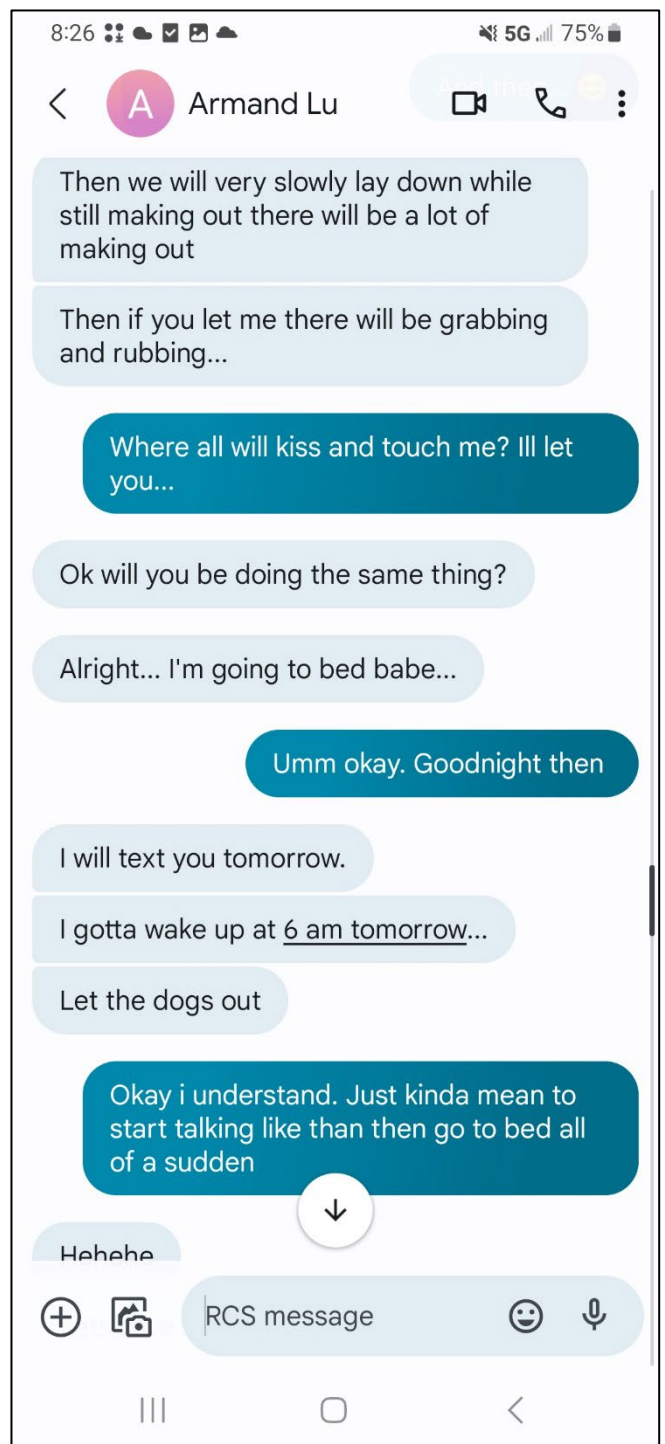 8:26 5G 75%
Armand Lu
Then we will very slowly lay down while
still making out there will be a lot of
making out
Then if you let me there will be grabbing
and rubbing...
Where all will kiss and touch me? Ill let
you...
Ok will you be doing the same thing?
Alright... I'm going to bed babe...
Umm okay. Goodnight then
I will text you tomorrow.
I gotta wake up at 6 am tomorrow...
Let the dogs out
Okay i understand. Just kinda mean to
start talking like than then go to bed all
of a sudden
Hehehe
RCS message